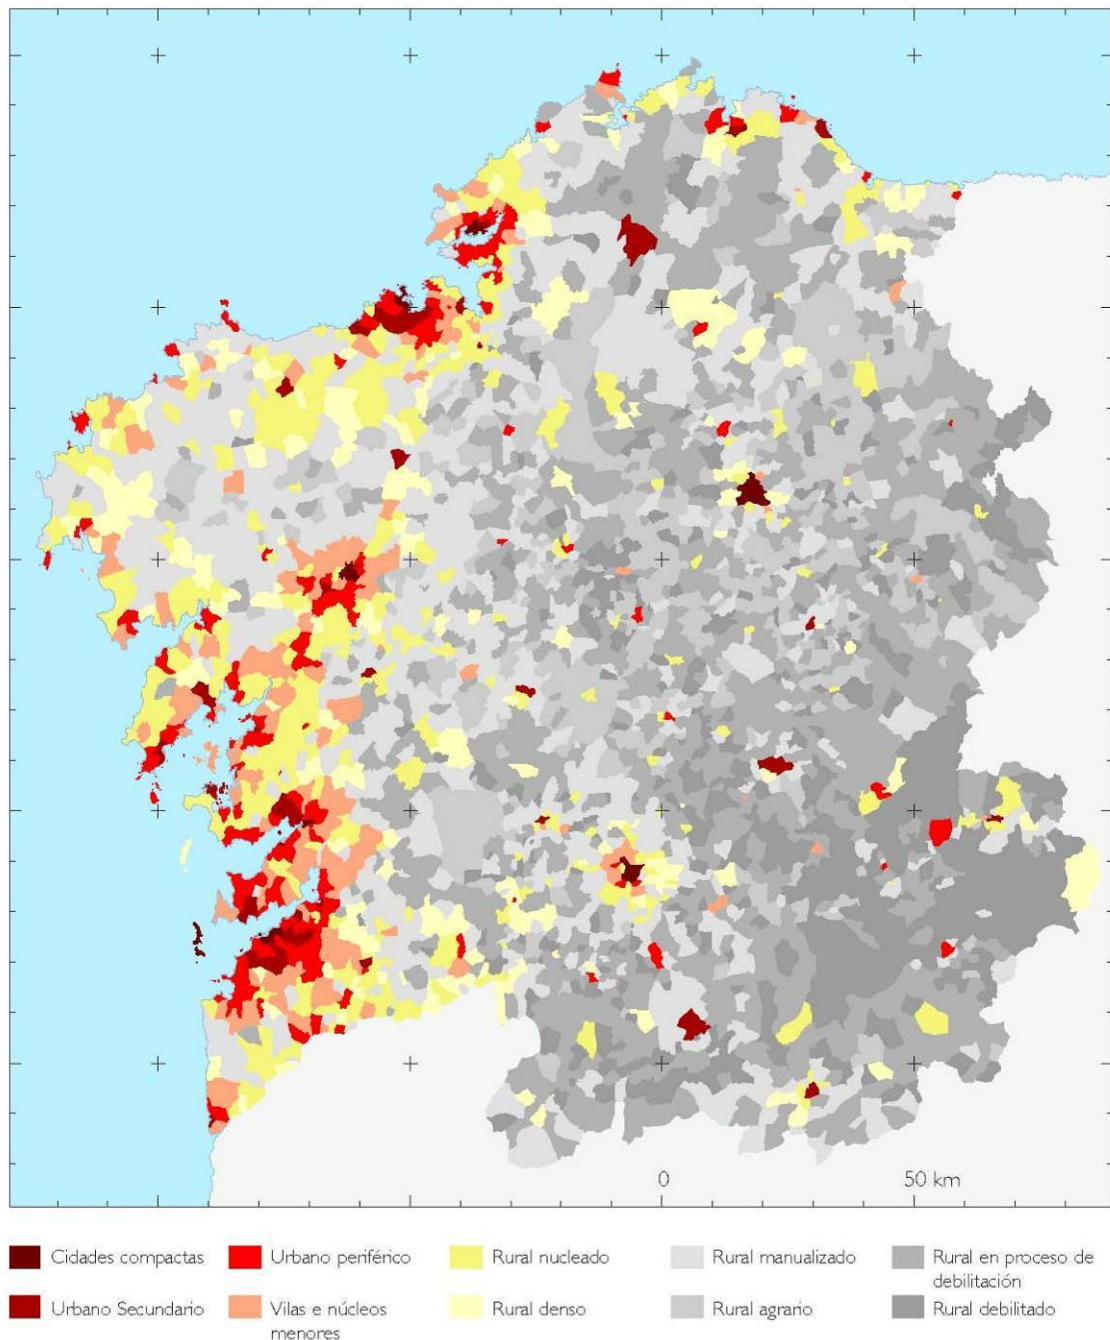 0 50 km
Cidades compactas
Urbano periférico
Rural nucleado
Rural manualizado
Rural en proceso de
debilitación
Urbano Secundario
Vilas e núcleos
menores
Rural denso
Rural agrario
Rural debilitado